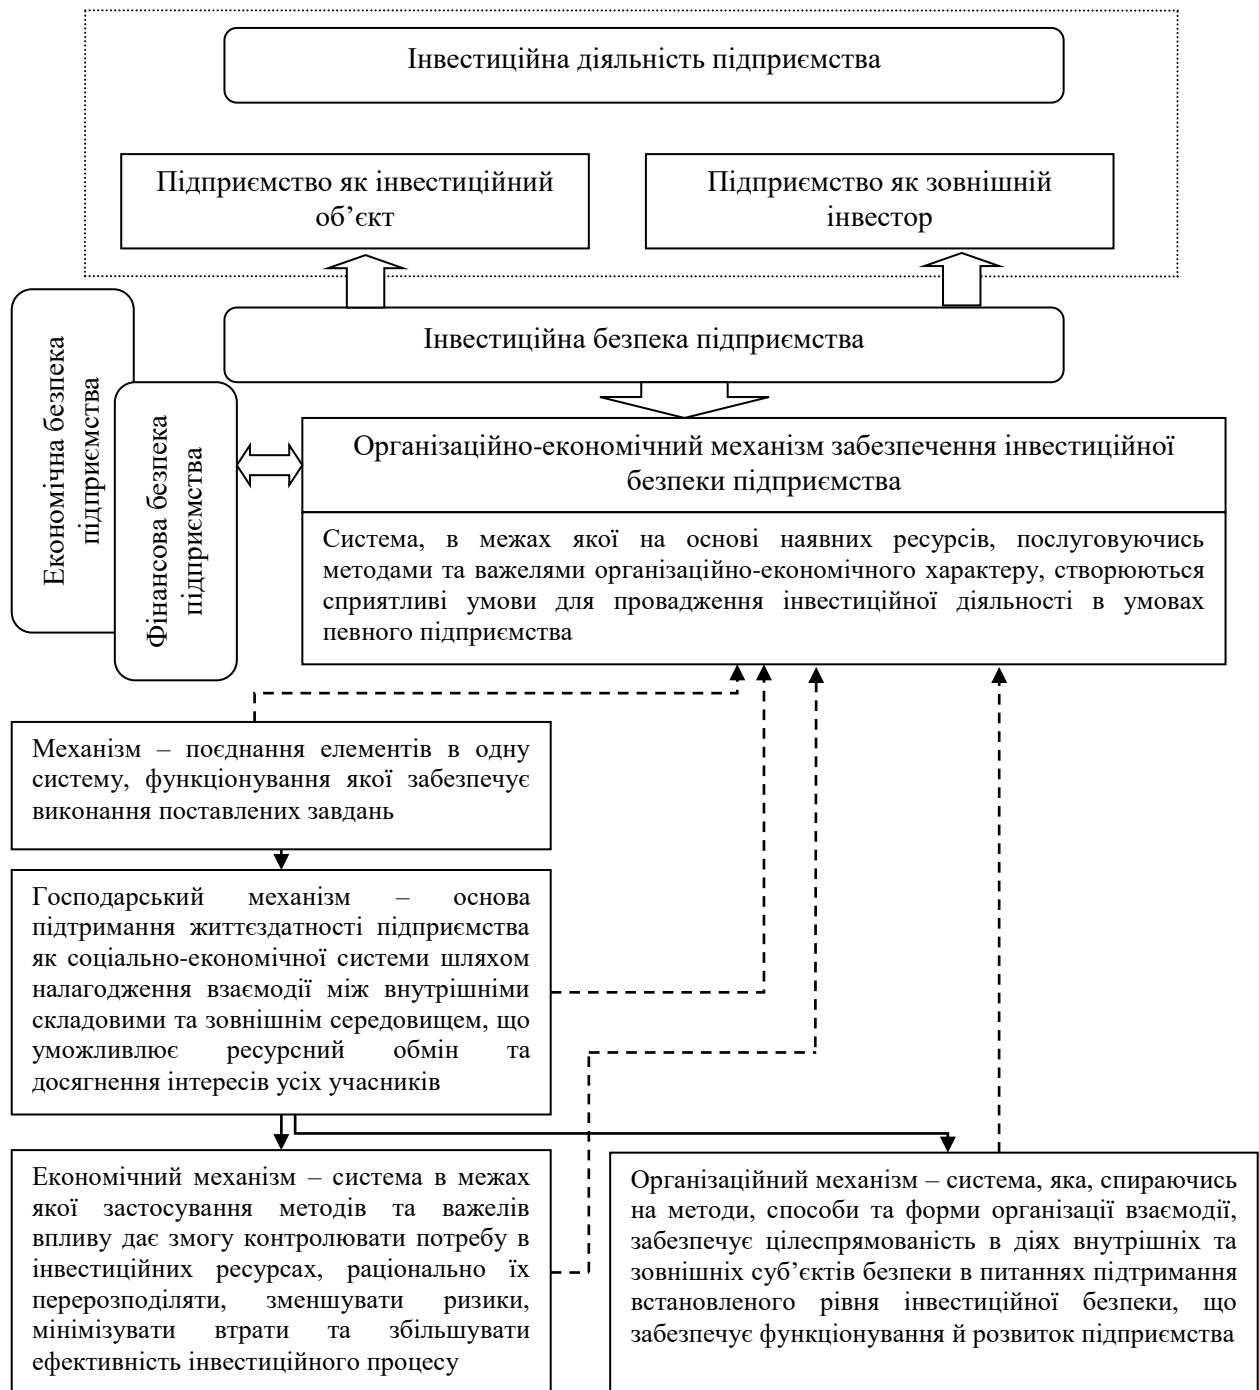 Інвестиційна діяльність підприємства
Підприємство як інвестиційний
об’єкт
Підприємство як зовнішній
інвестор
Інвестиційна безпека підприємства
Економічна безпека
підприємства
Фінансова безпека
підприємства
Організаційно-економічний механізм забезпечення інвестиційної
безпеки підприємства
Система, в межах якої на основі наявних ресурсів, послуговуючись
методами та важелями організаційно-економічного характеру, створюються
сприятливі умови для провадження інвестиційної діяльності в умовах
певного підприємства
Механізм – поєднання елементів в одну
систему, функціонування якої забезпечує
виконання поставлених завдань
Господарський механізм – основа
підтримання життєздатності підприємства
як соціально-економічної системи шляхом
налагодження взаємодії між внутрішніми
складовими та зовнішнім середовищем, що
уможливлює ресурсний обмін та
досягнення інтересів усіх учасників
Економічний механізм – система в межах
якої застосування методів та важелів
впливу дає змогу контролювати потребу в
інвестиційних ресурсах, раціонально їх
перерозподіляти, зменшувати ризики,
мінімізувати втрати та збільшувати
ефективність інвестиційного процесу
Організаційний механізм – система, яка, спираючись
на методи, способи та форми організації взаємодії,
забезпечує цілеспрямованість в діях внутрішніх та
зовнішніх суб’єктів безпеки в питаннях підтримання
встановленого рівня інвестиційної безпеки, що
забезпечує функціонування й розвиток підприємства